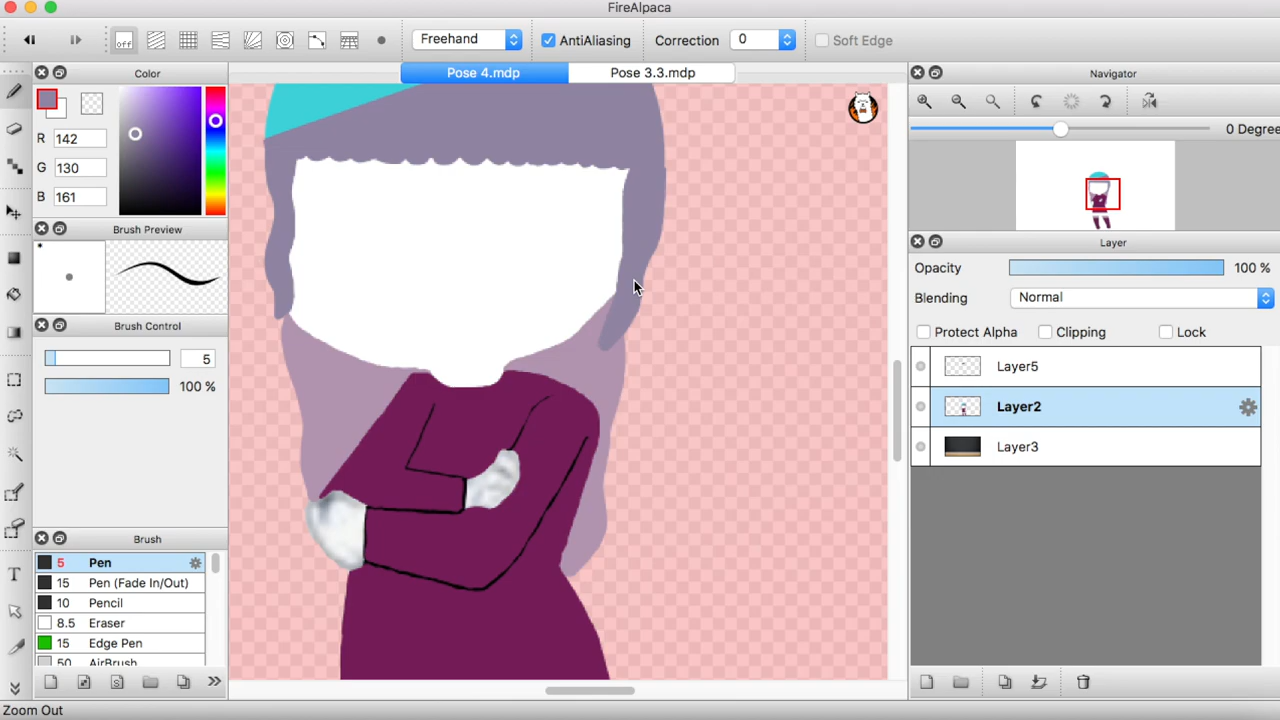 FireAlpaca
off
Freehand
AntiAliasing
Correction
0
Soft Edge
Pose 4.mdp
Pose 3.3.mdp
Color
R 142
G 130
B 161
Brush Preview
Brush Control
5
100 %
Brush
5 Pen
15 Pen (Fade In/Out)
10 Pencil
8.5 Eraser
15 Edge Pen
50 AirBrush
Zoom Out
Navigator
0 Degree
Layer
Opacity 100 %
Blending Normal
Protect Alpha Clipping Lock
Layer5
Layer2
Layer3